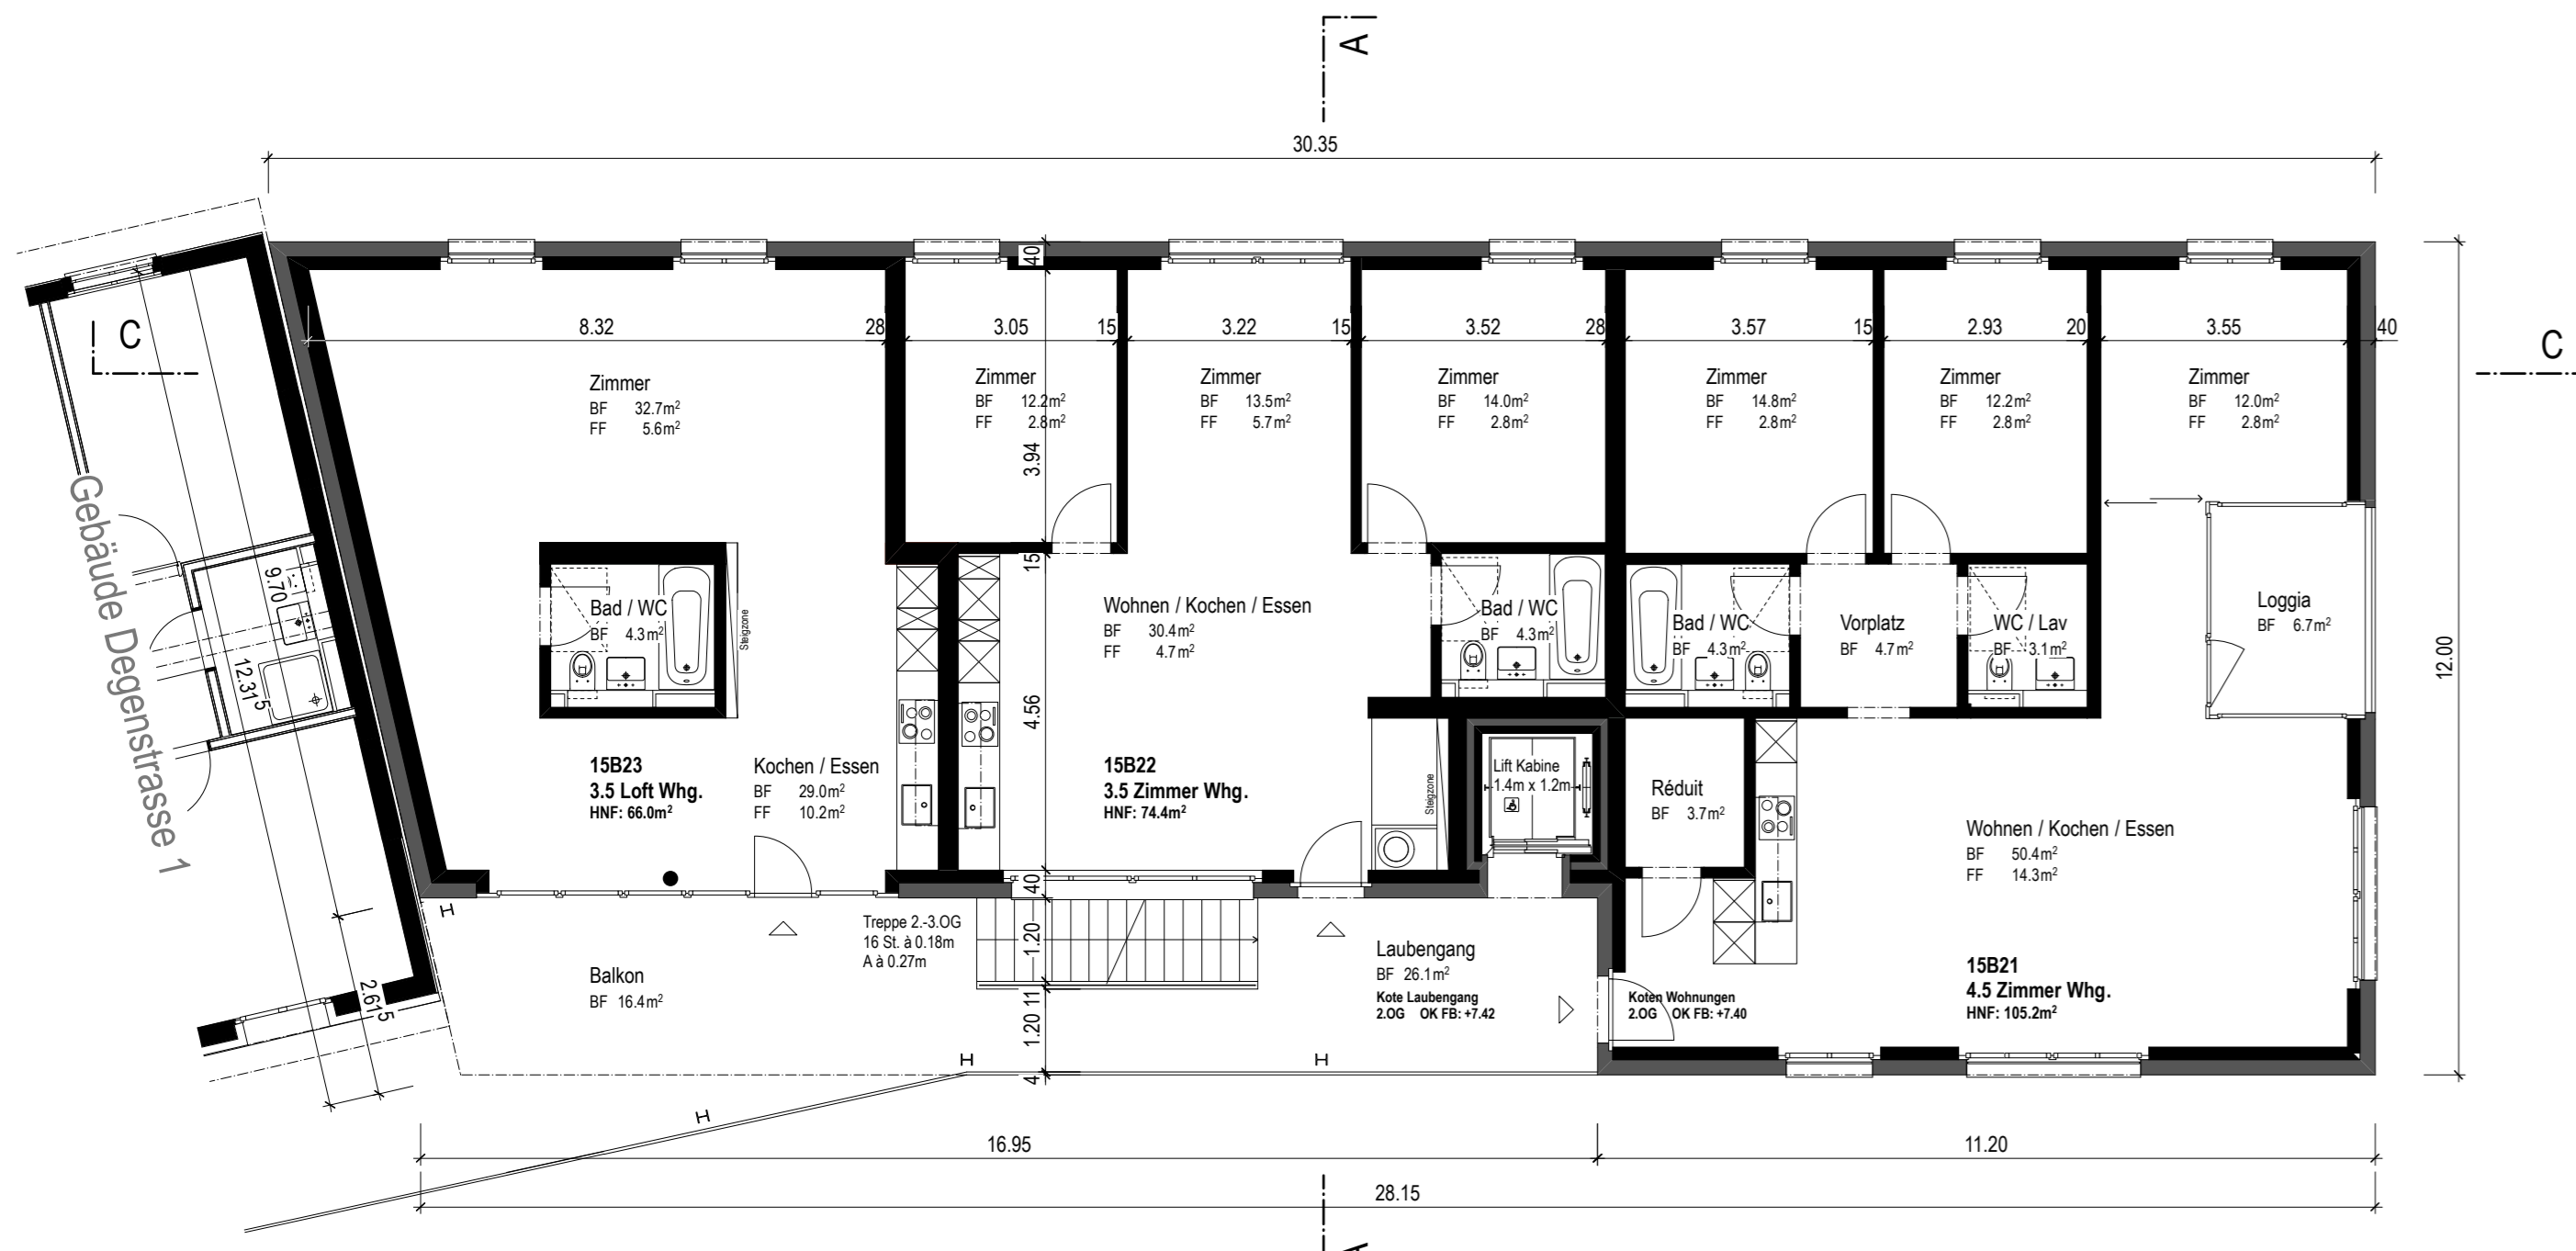 A
30.35
40
C
8.32
28
3.05
15
3.22
15
3.52
28
3.57
15
2.93
20
3.55
40
C
Zimmer
BF 32.7m²
FF 5.6m²
Zimmer
BF 12.2m²
FF 2.8m²
Zimmer
BF 13.5m²
FF 5.7m²
Zimmer
BF 14.0m²
FF 2.8m²
Zimmer
BF 14.8m²
FF 2.8m²
Zimmer
BF 12.2m²
FF 2.8m²
Zimmer
BF 12.0m²
FF 2.8m²
3.94
Gebäude Degenstrasse 1
9.70
12.315
2.615
15
Bad / WC
BF 4.3m²
Steigzone
Wohnen / Kochen / Essen
BF 30.4m²
FF 4.7m²
Bad / WC
BF 4.3m²
Bad / WC
BF 4.3m²
Vorplatz
BF 4.7m²
WC / Lav
BF 3.1m²
Loggia
BF 6.7m²
12.00
4.56
15B23
3.5 Loft Whg.
HNF: 66.0m²
Kochen / Essen
BF 29.0m²
FF 10.2m²
15B22
3.5 Zimmer Whg.
HNF: 74.4m²
Steigzone
Lift Kabine
1.4m x 1.2m
Réduit
BF 3.7m²
Wohnen / Kochen / Essen
BF 50.4m²
FF 14.3m²
40
Treppe 2.-3.OG
16 St. à 0.18m
A à 0.27m
1.20
11
1.20
4
Balkon
BF 16.4m²
Laubengang
BF 26.1m²
Kote Laubengang
2.OG OK FB: +7.42
Koten Wohnungen
2.OG OK FB: +7.40
15B21
4.5 Zimmer Whg.
HNF: 105.2m²
16.95
11.20
28.15
A